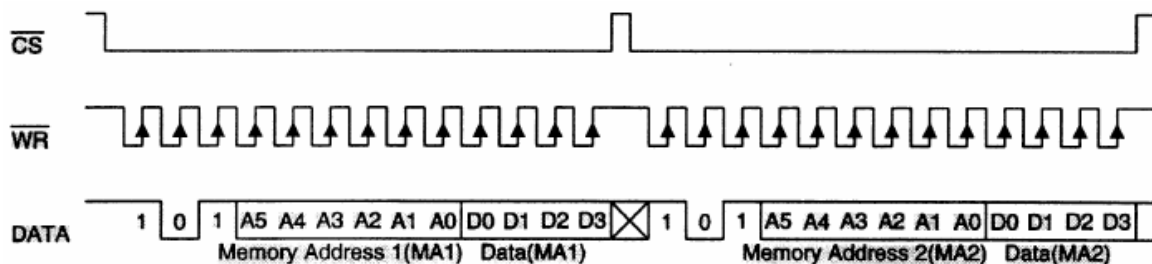 CS
WR
DATA 1 0 1 A5 A4 A3 A2 A1 A0 D0 D1 D2 D3 1 0 1 A5 A4 A3 A2 A1 A0 D0 D1 D2 D3
Memory Address 1(MA1) Data(MA1) Memory Address 2(MA2) Data(MA2)